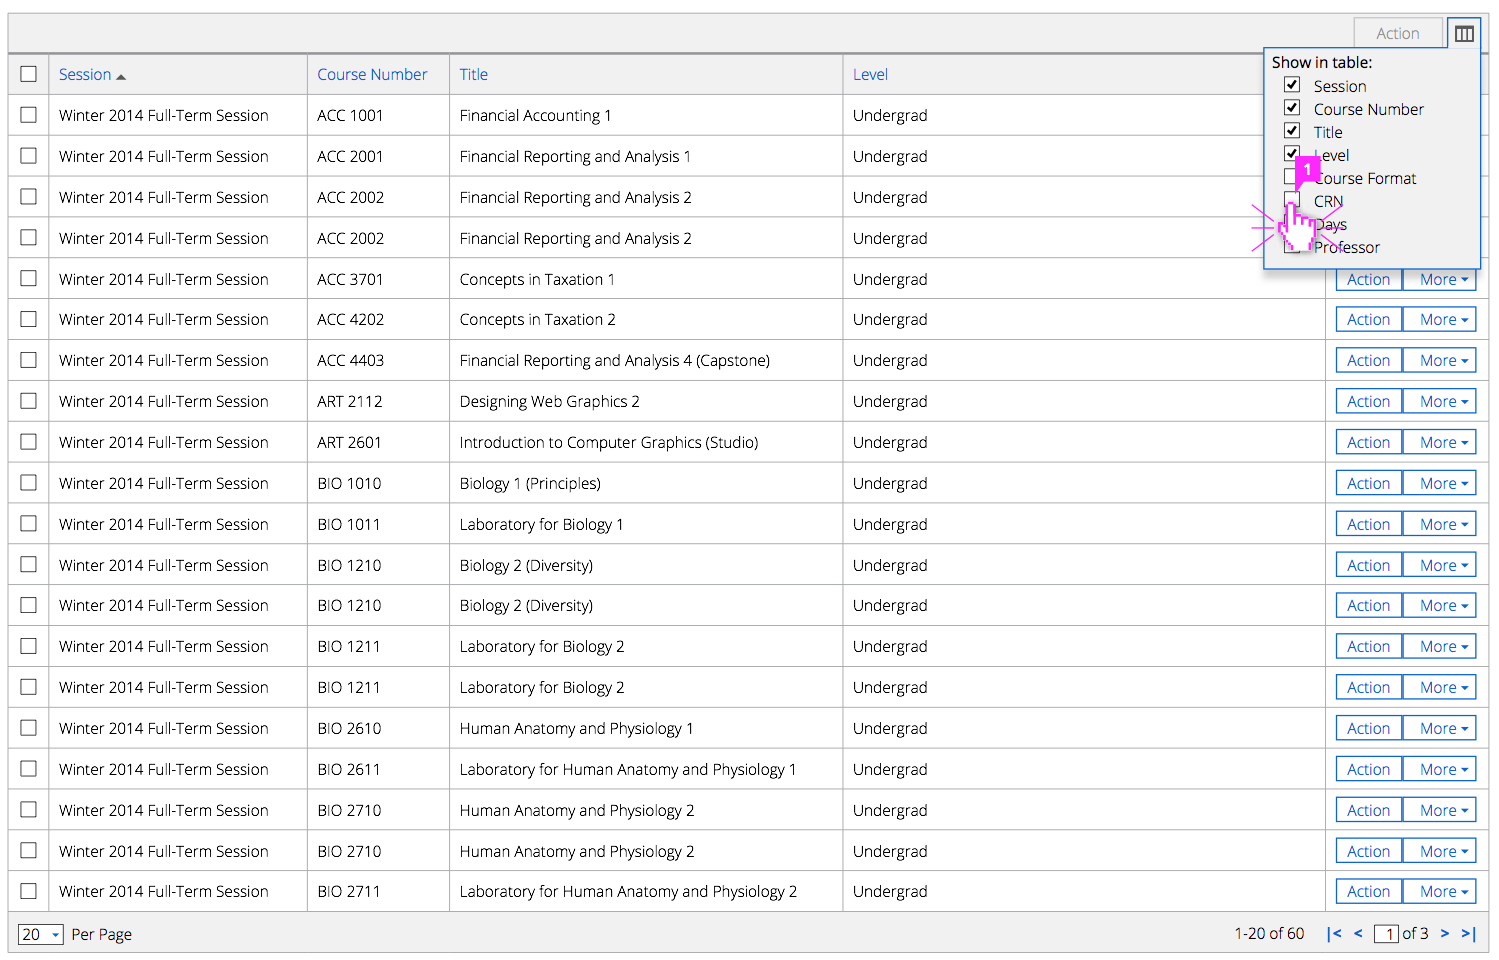 Action
Show in table:
Session
Course Number
Title
Level
Course Format
CRN
Days
Professor
1
Session Course Number Title Level
Winter 2014 Full-Term Session ACC 1001 Financial Accounting 1 Undergrad
Winter 2014 Full-Term Session ACC 2001 Financial Reporting and Analysis 1 Undergrad
Winter 2014 Full-Term Session ACC 2002 Financial Reporting and Analysis 2 Undergrad
Winter 2014 Full-Term Session ACC 2002 Financial Reporting and Analysis 2 Undergrad
Winter 2014 Full-Term Session ACC 3701 Concepts in Taxation 1 Undergrad Action More
Winter 2014 Full-Term Session ACC 4202 Concepts in Taxation 2 Undergrad Action More
Winter 2014 Full-Term Session ACC 4403 Financial Reporting and Analysis 4 (Capstone) Undergrad Action More
Winter 2014 Full-Term Session ART 2112 Designing Web Graphics 2 Undergrad Action More
Winter 2014 Full-Term Session ART 2601 Introduction to Computer Graphics (Studio) Undergrad Action More
Winter 2014 Full-Term Session BIO 1010 Biology 1 (Principles) Undergrad Action More
Winter 2014 Full-Term Session BIO 1011 Laboratory for Biology 1 Undergrad Action More
Winter 2014 Full-Term Session BIO 1210 Biology 2 (Diversity) Undergrad Action More
Winter 2014 Full-Term Session BIO 1210 Biology 2 (Diversity) Undergrad Action More
Winter 2014 Full-Term Session BIO 1211 Laboratory for Biology 2 Undergrad Action More
Winter 2014 Full-Term Session BIO 1211 Laboratory for Biology 2 Undergrad Action More
Winter 2014 Full-Term Session BIO 2610 Human Anatomy and Physiology 1 Undergrad Action More
Winter 2014 Full-Term Session BIO 2611 Laboratory for Human Anatomy and Physiology 1 Undergrad Action More
Winter 2014 Full-Term Session BIO 2710 Human Anatomy and Physiology 2 Undergrad Action More
Winter 2014 Full-Term Session BIO 2710 Human Anatomy and Physiology 2 Undergrad Action More
Winter 2014 Full-Term Session BIO 2711 Laboratory for Human Anatomy and Physiology 2 Undergrad Action More
20 Per Page 1-20 of 60 |< < 1 of 3 > >|